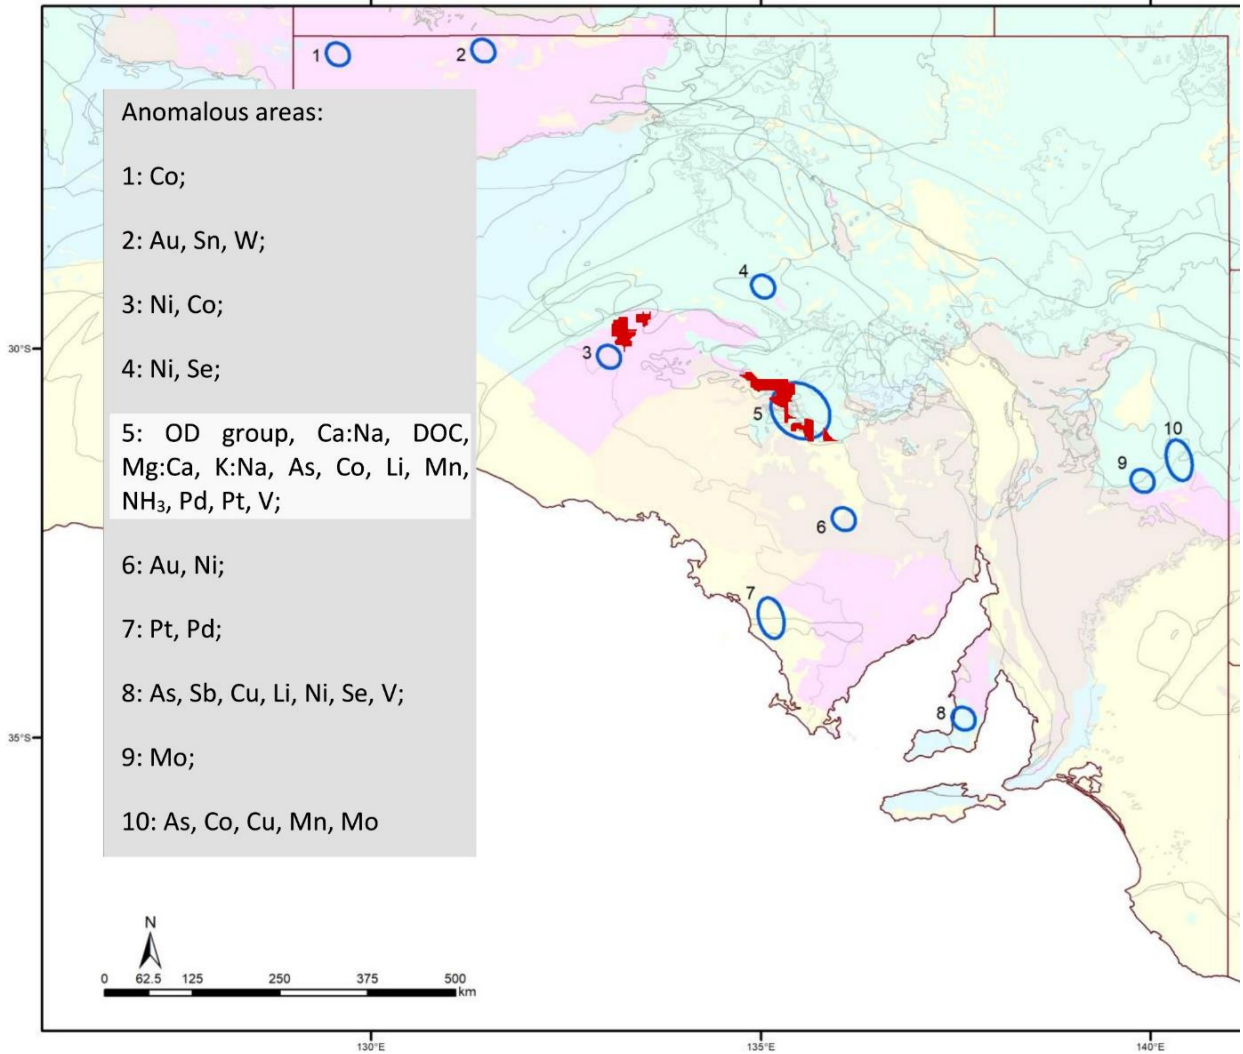 1
2
Anomalous areas:
1: Co;
2: Au, Sn, W;
3: Ni, Co;
4: Ni, Se;
5: OD group, Ca:Na, DOC,
Mg:Ca, K:Na, As, Co, Li, Mn,
NH₃, Pd, Pt, V;
6: Au, Ni;
7: Pt, Pd;
8: As, Sb, Cu, Li, Ni, Se, V;
9: Mo;
10: As, Co, Cu, Mn, Mo
4
3
5
10
9
6
7
8
30°S
35°S
N
0 62.5 125 250 375 500
km
130°E 135°E 140°E